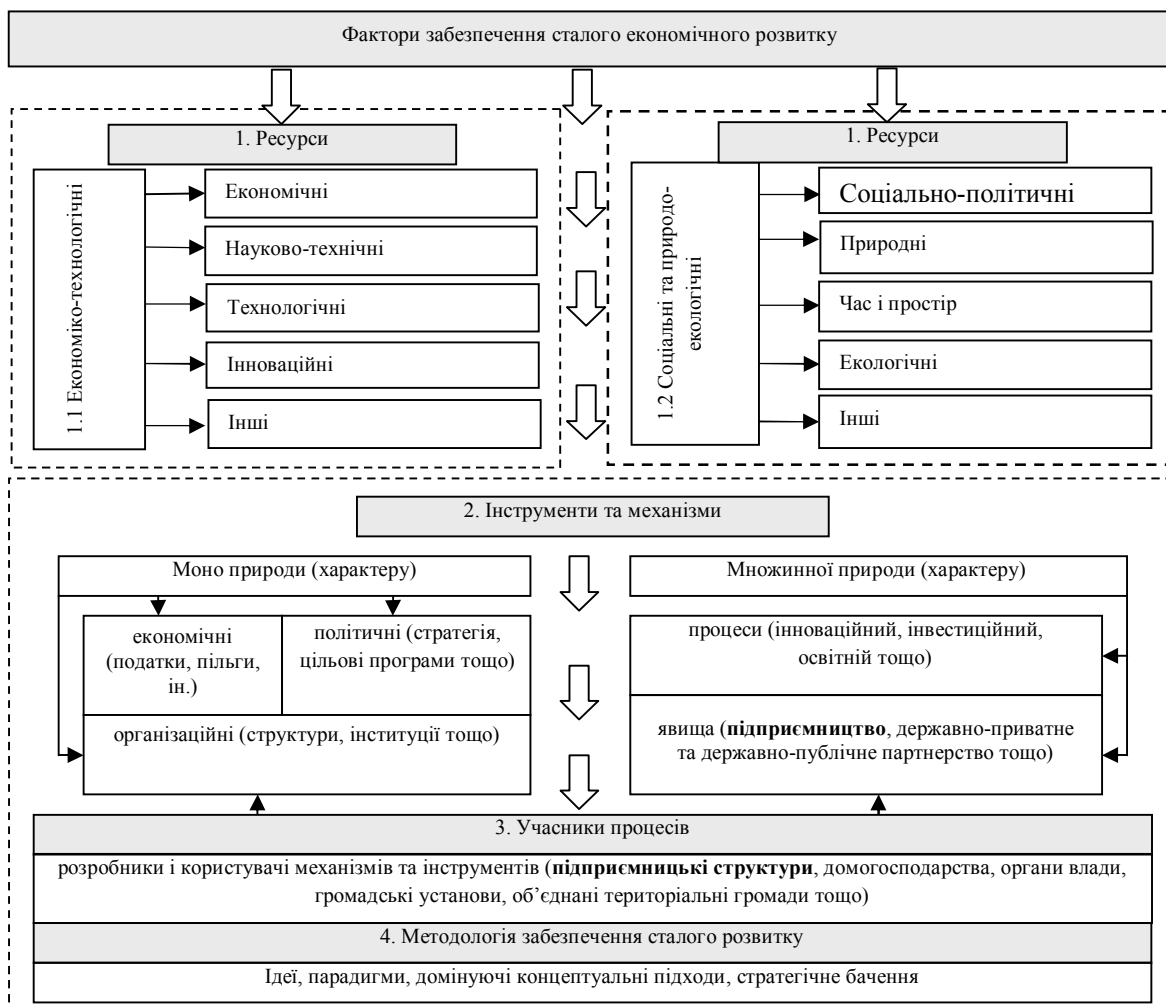 Фактори забезпечення сталого економічного розвитку
1. Ресурси
1.1 Економіко-технологічні
Економічні
Науково-технічні
Технологічні
Інноваційні
Інші
1. Ресурси
1.2 Соціальні та природо-
екологічні
Соціально-політичні
Природні
Час і простір
Екологічні
Інші
2. Інструменти та механізми
Моно природи (характеру)
економічні
(податки, пільги,
ін.)
політичні (стратегія,
цільові програми тощо)
організаційні (структури, інституції тощо)
Множинної природи (характеру)
процеси (інноваційний, інвестиційний,
освітній тощо)
явища (підприємництво, державно-приватне
та державно-публічне партнерство тощо)
3. Учасники процесів
розробники і користувачі механізмів та інструментів (підприємницькі структури, домогосподарства, органи влади,
громадські установи, об’єднані територіальні громади тощо)
4. Методологія забезпечення сталого розвитку
Ідеї, парадигми, домінуючі концептуальні підходи, стратегічне бачення